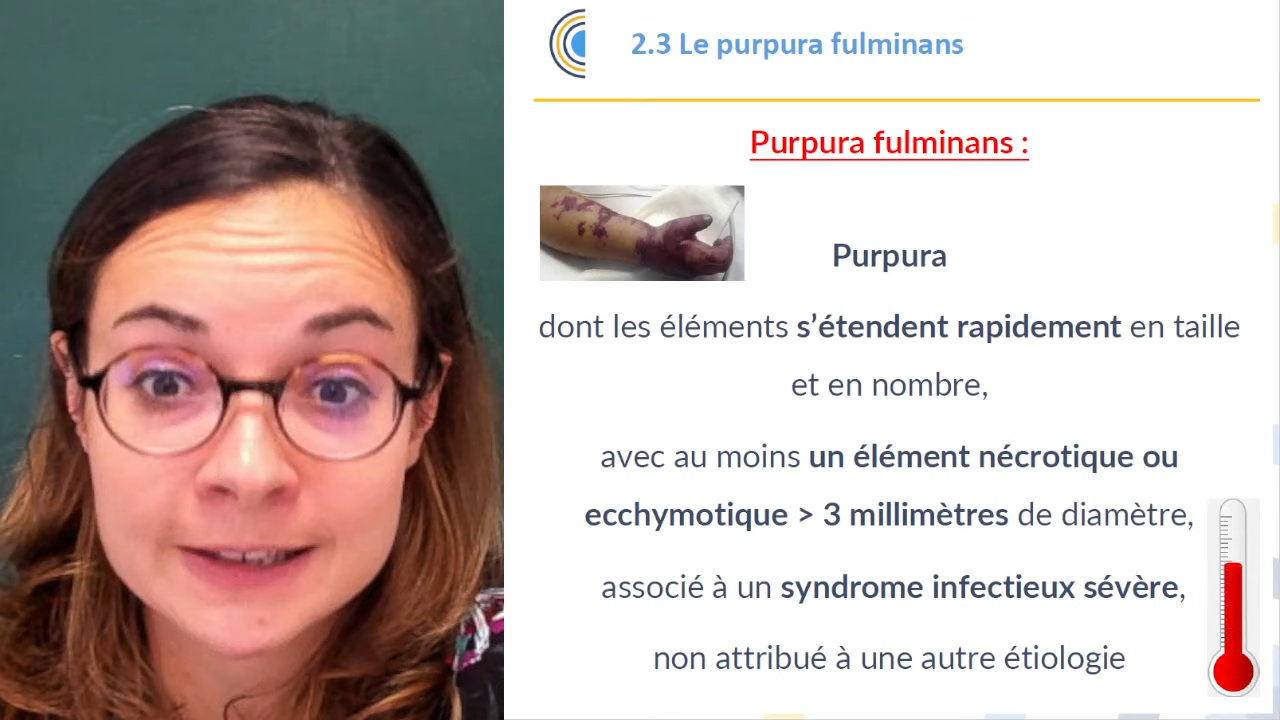 2.3 Le purpura fulminans
Purpura fulminans :
Purpura
dont les éléments s’étendent rapidement en taille
et en nombre,
avec au moins un élément nécrotique ou
ecchymotique > 3 millimètres de diamètre,
associé à un syndrome infectieux sévère,
non attribué à une autre étiologie